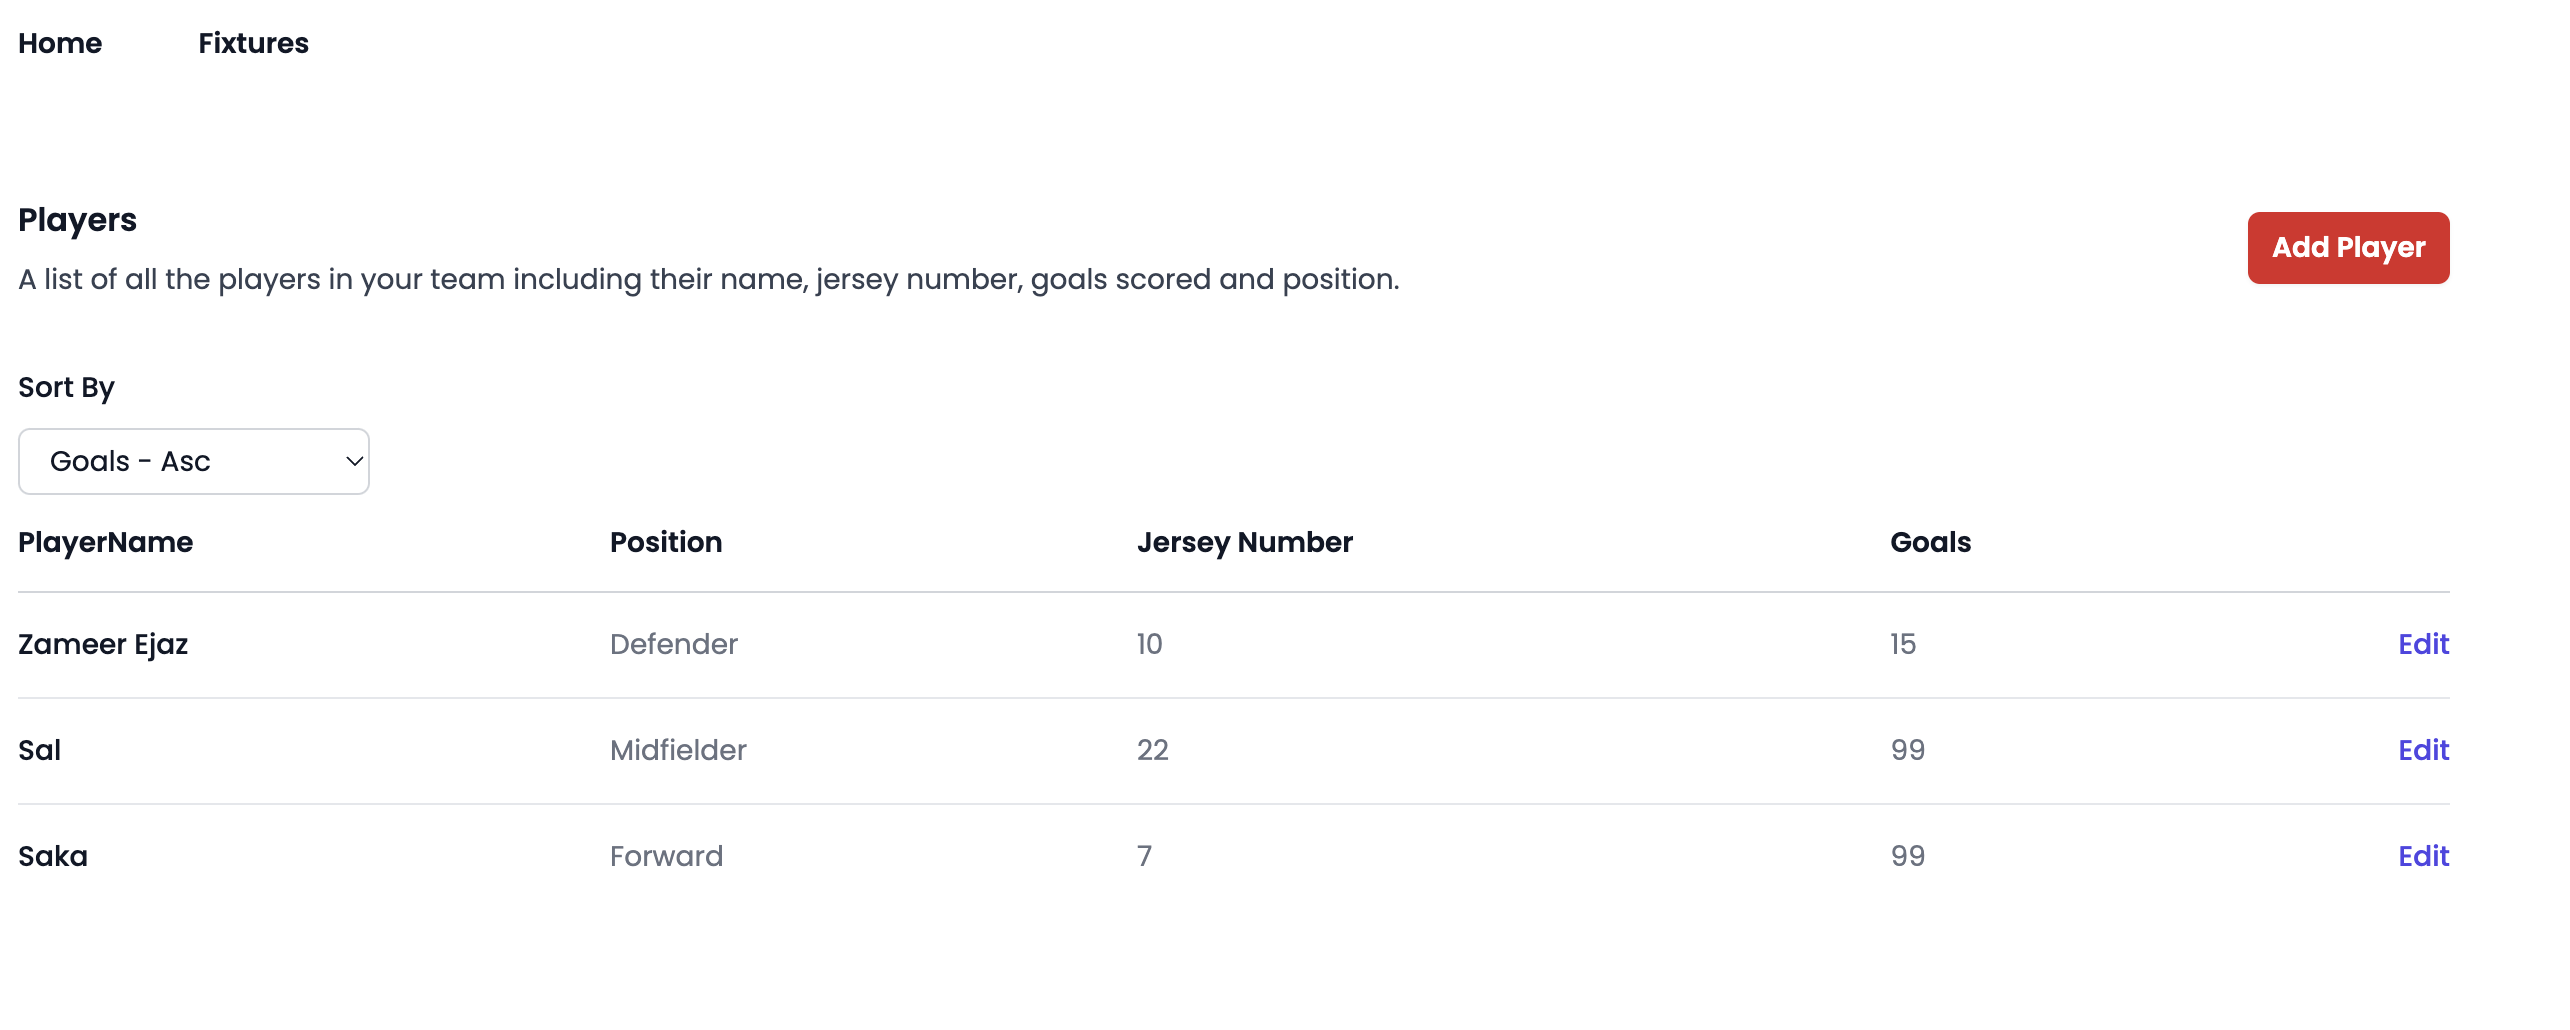 Home Fixtures
Players
Add Player
A list of all the players in your team including their name, jersey number, goals scored and position.
Sort By
Goals - Asc
PlayerName Position Jersey Number Goals
Zameer Ejaz Defender 10 15 Edit
Sal Midfielder 22 99 Edit
Saka Forward 7 99 Edit